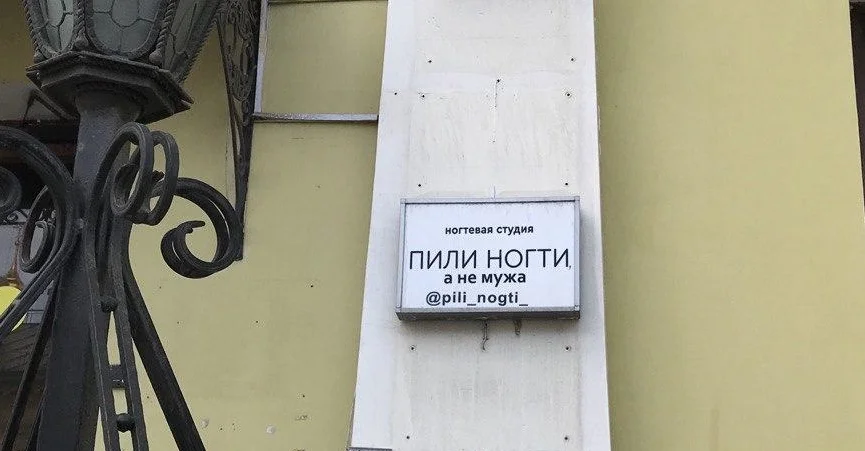 ногтевая студия
ПИЛИ НОГТИ,
а не мужа
@pili_nogti_